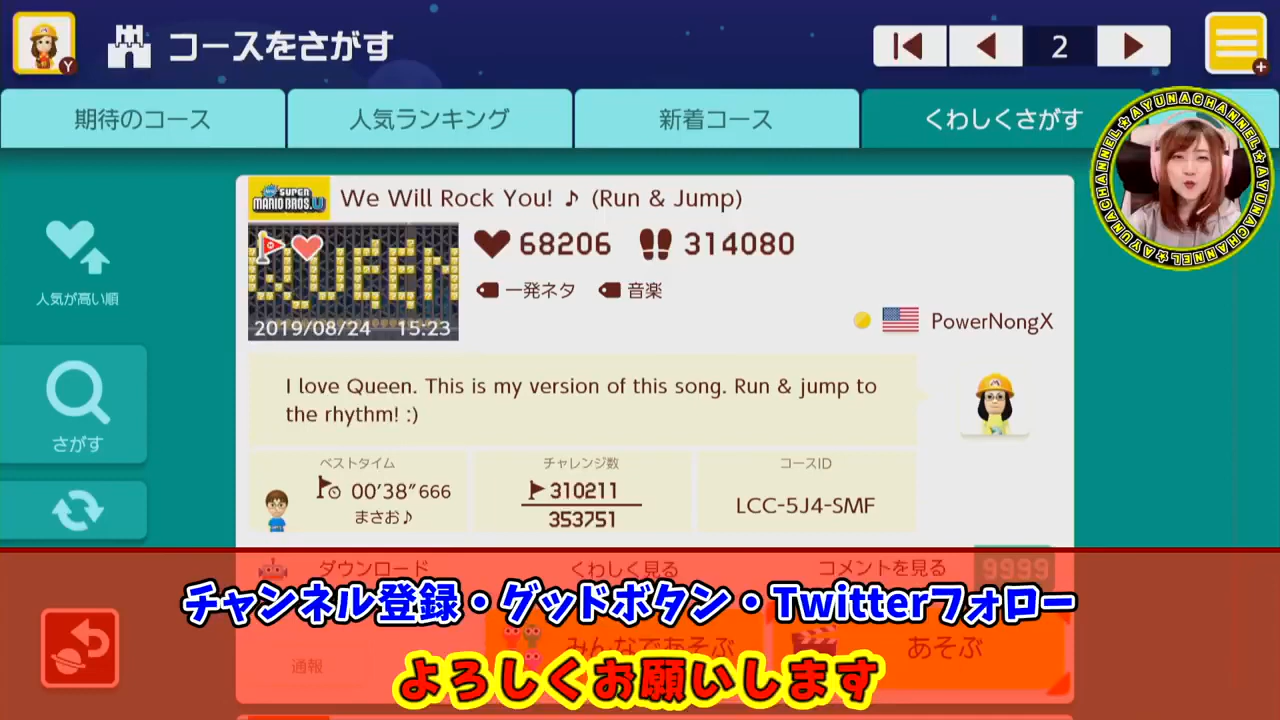 コースをさがす
2
Y
期待のコース
人気ランキング
新着コース
くわしくさがす
AYUNACHANNEL★AYUNACHANNEL★AYUNACHANNEL★
NEW SUPER
MARIO BROS. U
We Will Rock You! ♪ (Run & Jump)
68206
314080
QUEEN
一発ネタ
音楽
2019/08/24 15:23
PowerNongX
人気が高い順
I love Queen. This is my version of this song. Run & jump to
the rhythm! :)
さがす
ベストタイム
00'38"666
まさお♪
チャレンジ数
310211
353751
コースID
LCC-5J4-SMF
ダウンロード
くわしく見る
コメントを見る
9999
チャンネル登録・グッドボタン・Twitterフォロー
通報
みんなであそぶ
あそぶ
よろしくお願いします